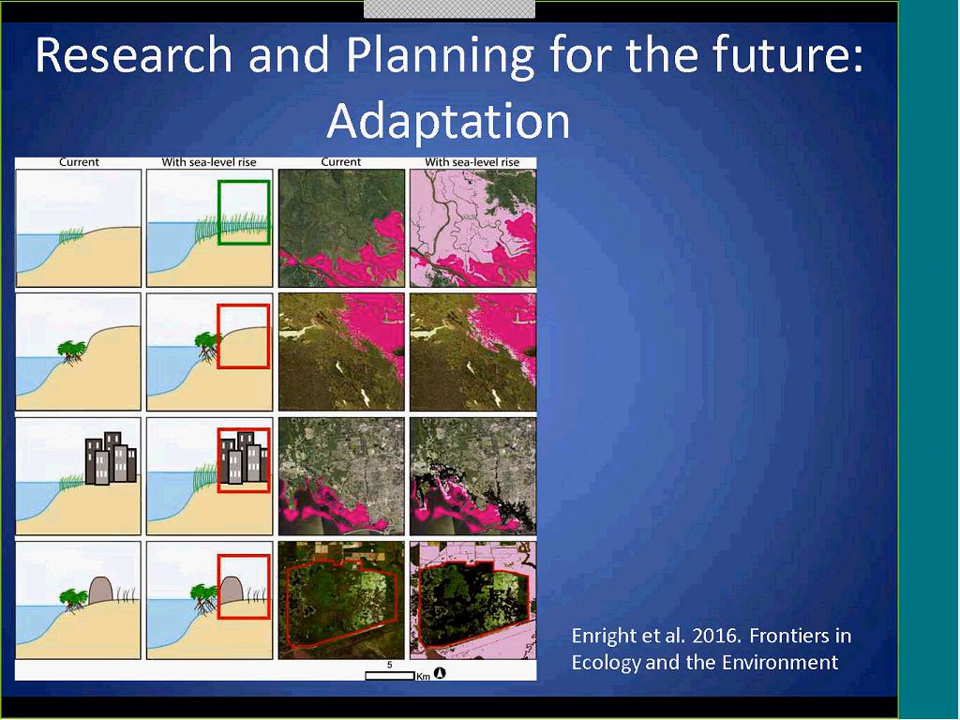 Research and Planning for the future:
Adaptation
Current With sea-level rise Current With sea-level rise
5
Km
Enright et al. 2016. Frontiers in
Ecology and the Environment